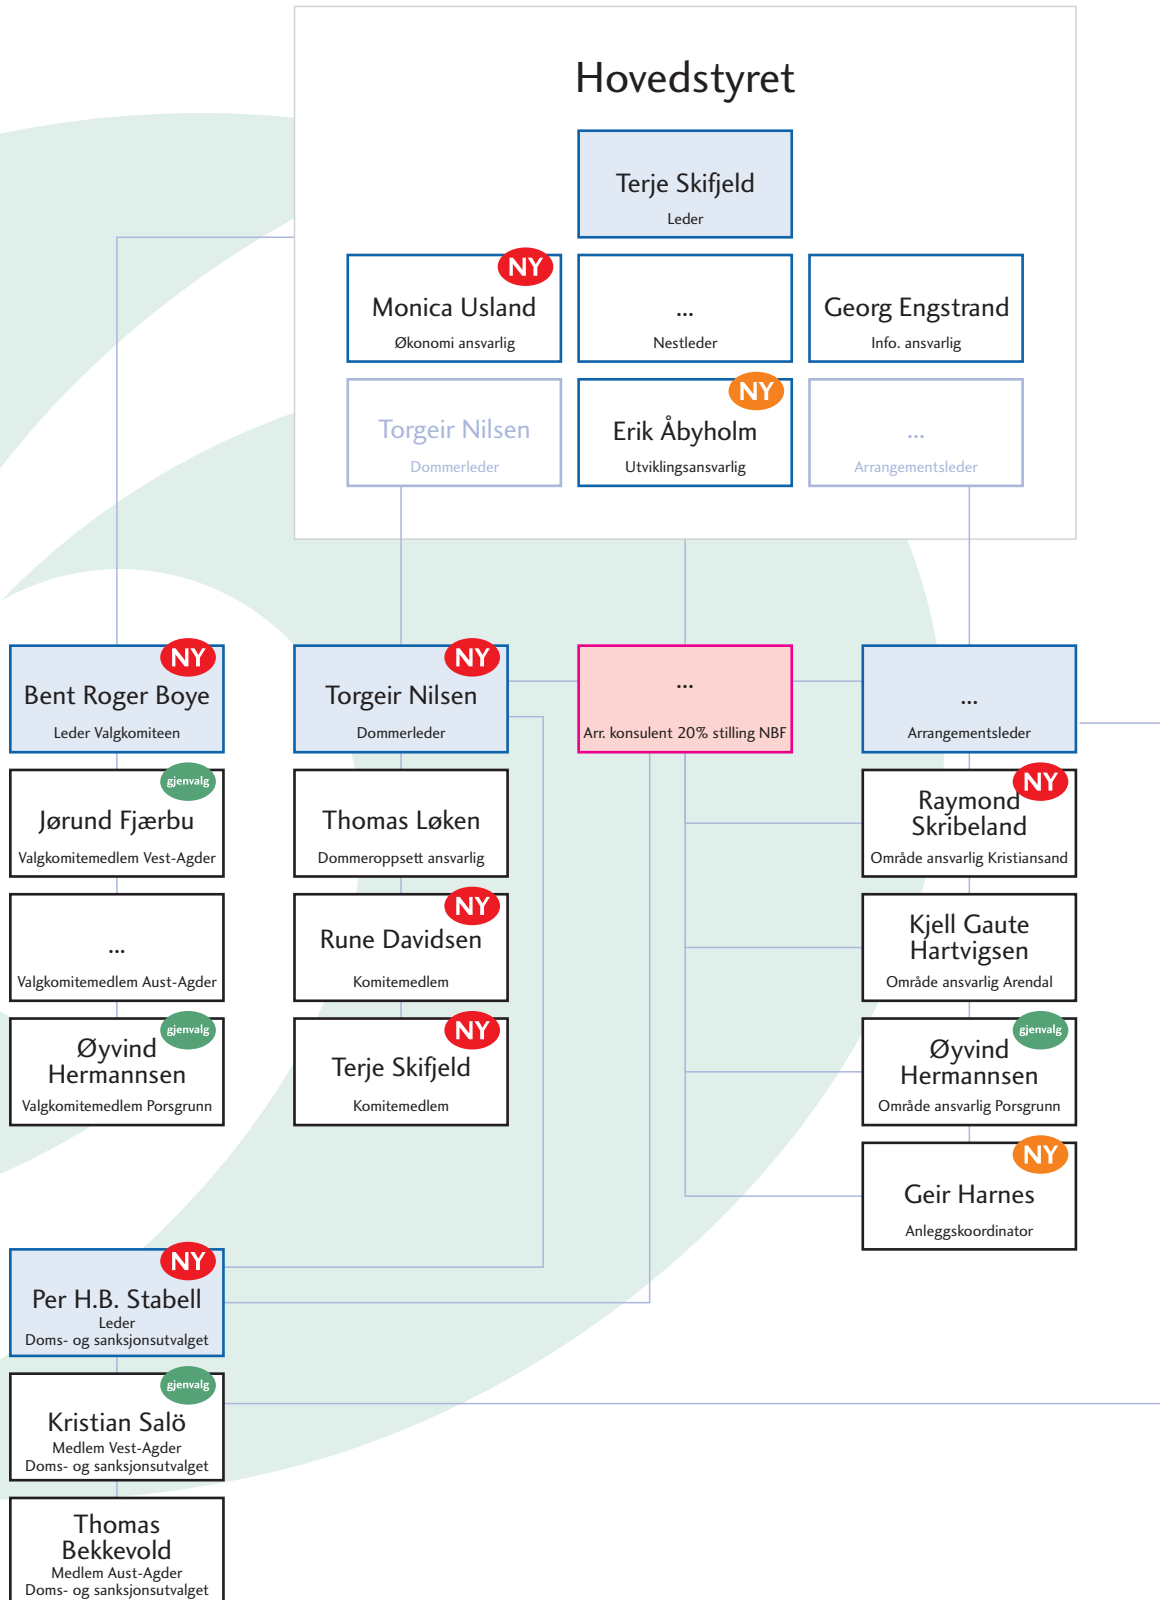 Hovedstyret
Terje Skifjeld
Leder
NY
Monica Usland
Økonomi ansvarlig
...
Nestleder
Georg Engstrand
Info. ansvarlig
Torgeir Nilsen
Dommerleder
NY
Erik Åbyholm
Utviklingsansvarlig
...
Arrangementsleder
NY
Bent Roger Boye
Leder Valgkomiteen
gjenvalg
Jørund Fjærbu
Valgkomitemedlem Vest-Agder
...
Valgkomitemedlem Aust-Agder
gjenvalg
Øyvind
Hermannsen
Valgkomitemedlem Porsgrunn
NY
Torgeir Nilsen
Dommerleder
Thomas Løken
Dommeroppsett ansvarlig
NY
Rune Davidsen
Komitemedlem
NY
Terje Skifjeld
Komitemedlem
...
Arr. konsulent 20% stilling NBF
...
Arrangementsleder
NY
Raymond
Skribeland
Område ansvarlig Kristiansand
Kjell Gaute
Hartvigsen
Område ansvarlig Arendal
gjenvalg
Øyvind
Hermannsen
Område ansvarlig Porsgrunn
NY
Geir Harnes
Anleggskoordinator
NY
Per H.B. Stabell
Leder
Doms- og sanksjonsutvalget
gjenvalg
Kristian Salö
Medlem Vest-Agder
Doms- og sanksjonsutvalget
Thomas
Bekkevold
Medlem Aust-Agder
Doms- og sanksjonsutvalget